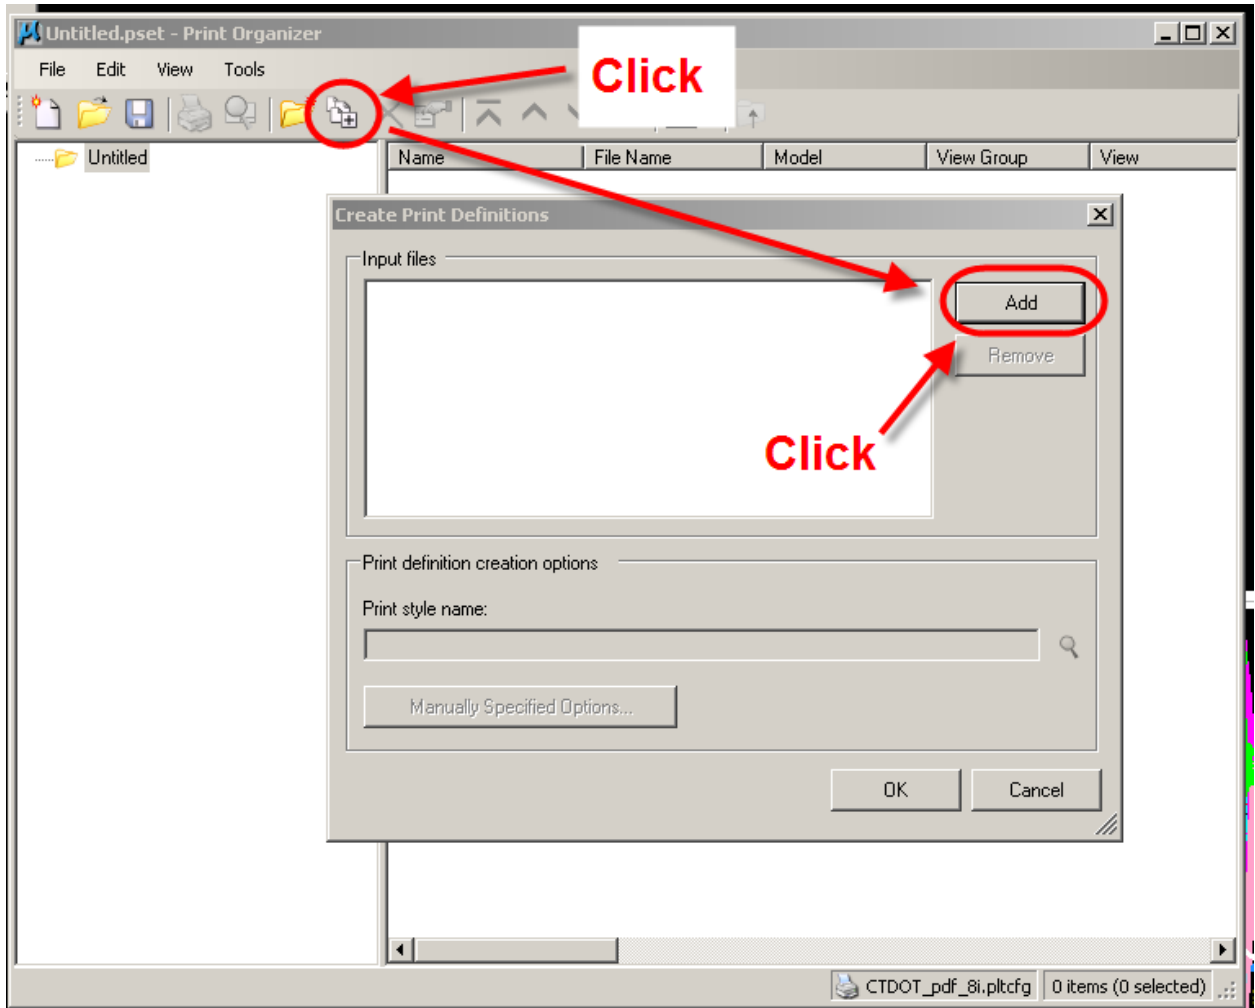 Untitled.pset - Print Organizer
File Edit View Tools
Click
Untitled
Name File Name Model View Group View
Create Print Definitions
Input files
Add
Remove
Click
Print definition creation options
Print style name:
Manually Specified Options...
OK Cancel
CTDOT_pdf_8i.pltcfg 0 items (0 selected)